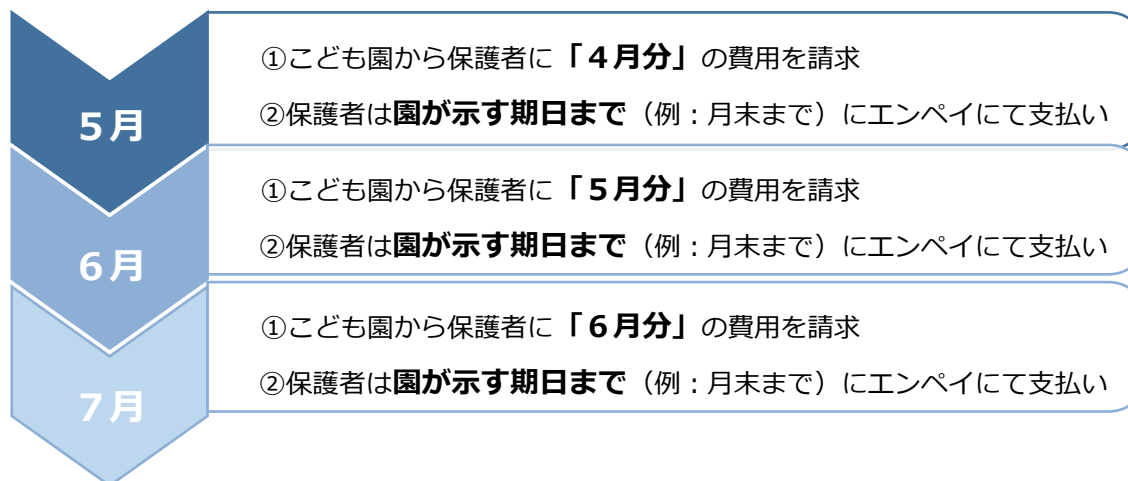 5月
①こども園から保護者に「４月分」の費用を請求
②保護者は園が示す期日まで（例：月末まで）にエンペイにて支払い
６月
①こども園から保護者に「５月分」の費用を請求
②保護者は園が示す期日まで（例：月末まで）にエンペイにて支払い
７月
①こども園から保護者に「６月分」の費用を請求
②保護者は園が示す期日まで（例：月末まで）にエンペイにて支払い